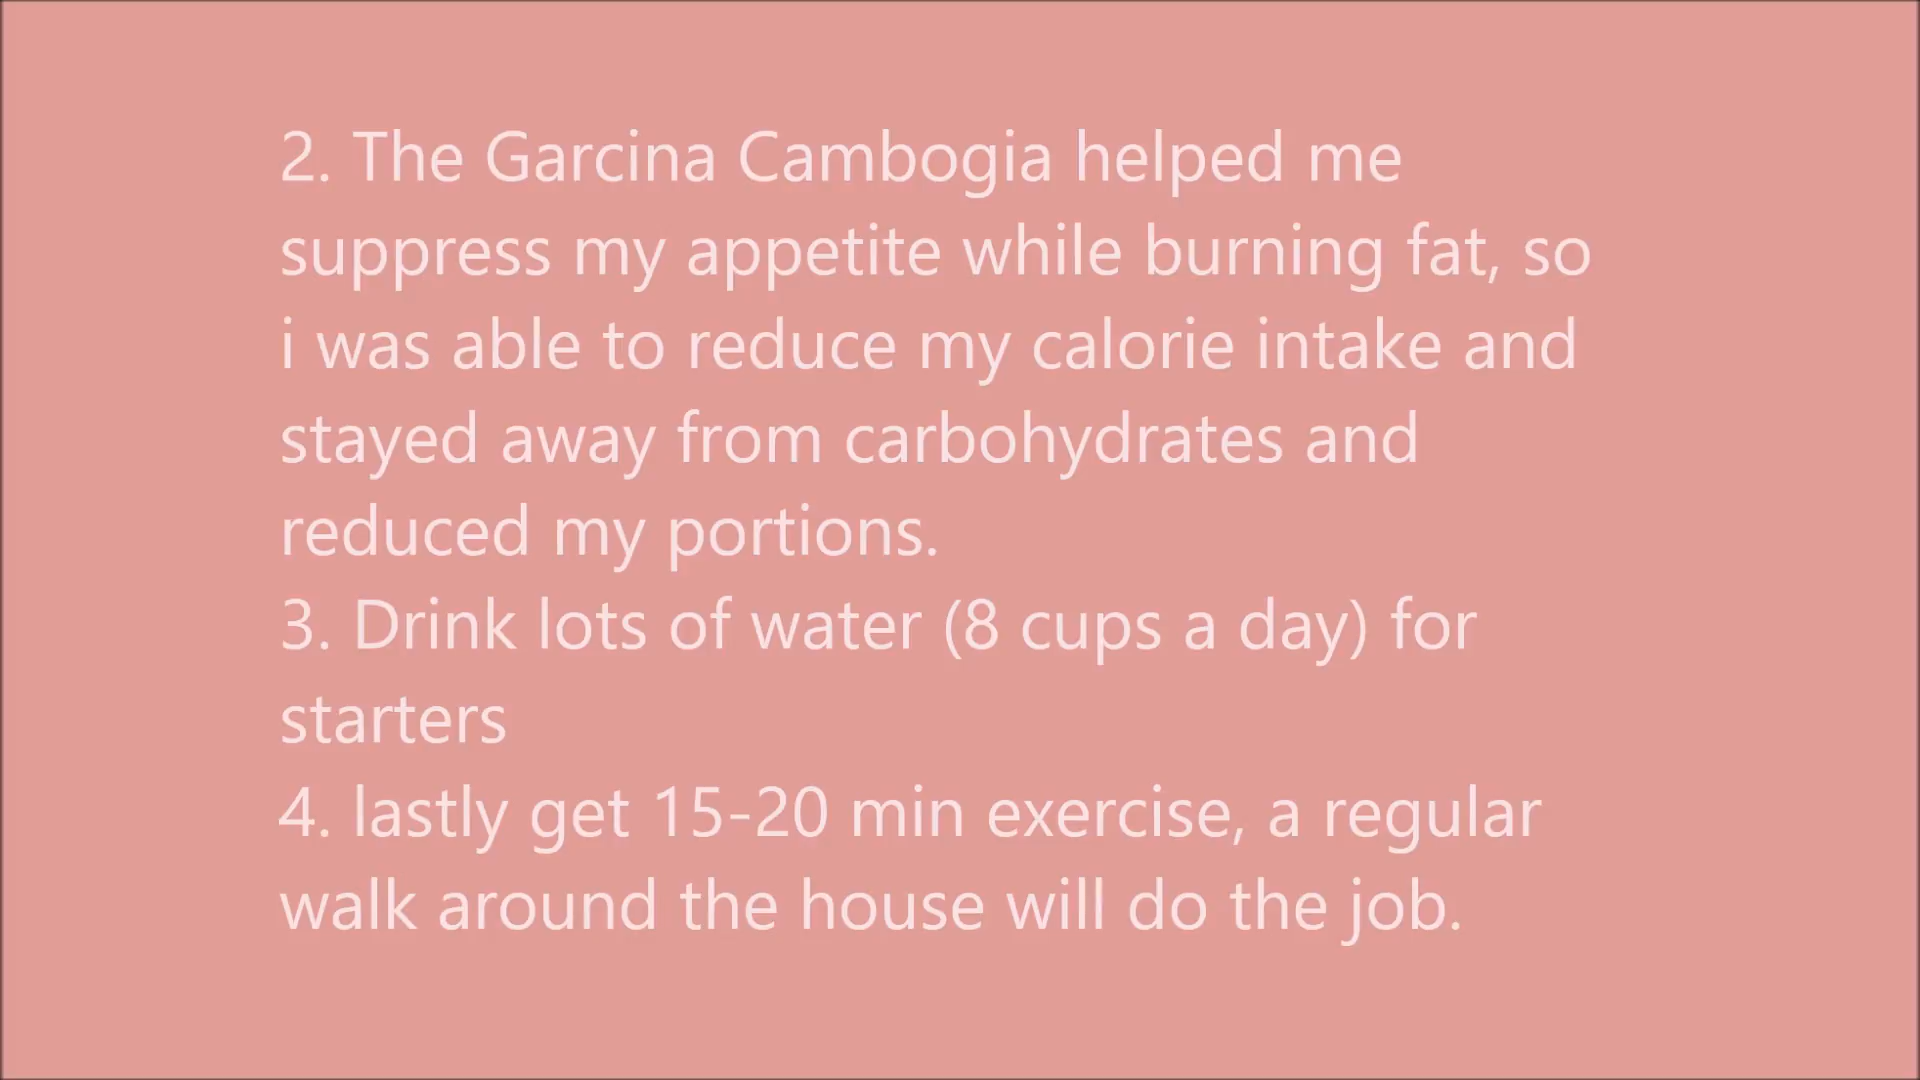 2. The Garcina Cambogia helped me
suppress my appetite while burning fat, so
i was able to reduce my calorie intake and
stayed away from carbohydrates and
reduced my portions.
3. Drink lots of water (8 cups a day) for
starters
4. lastly get 15-20 min exercise, a regular
walk around the house will do the job.